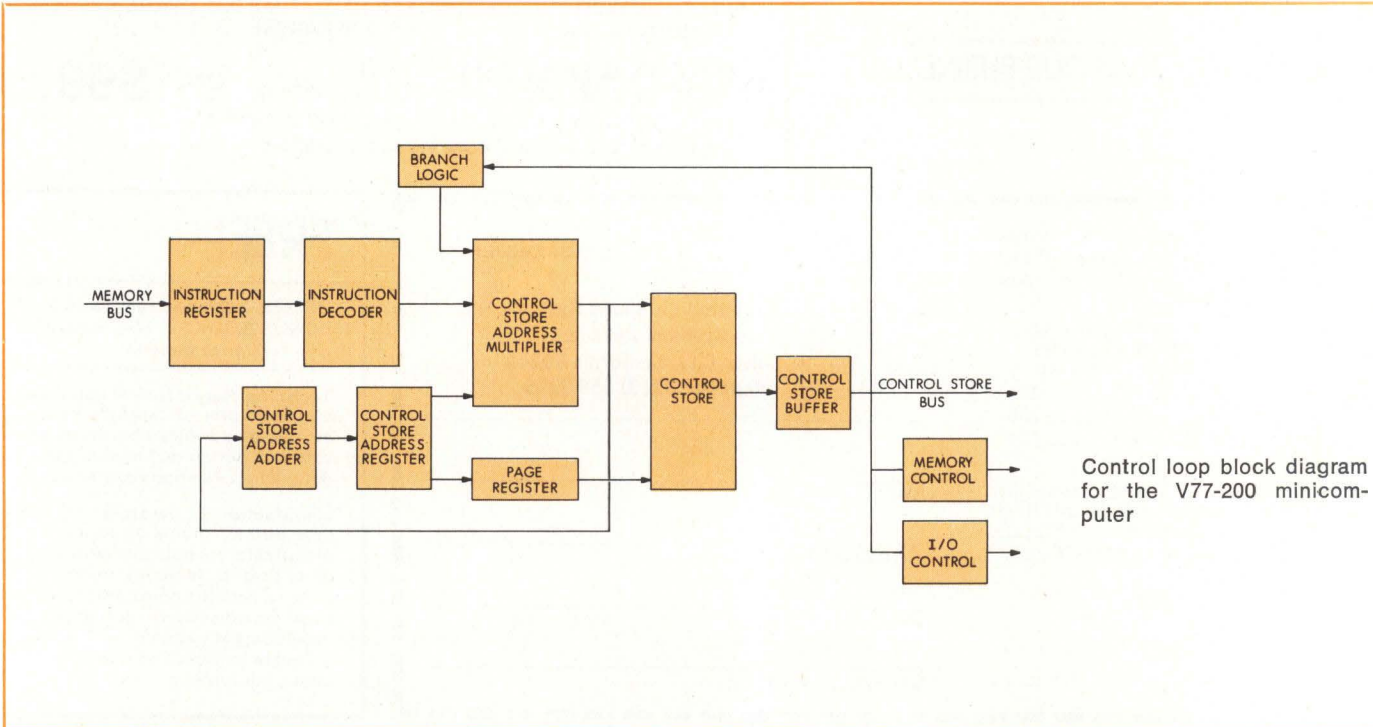 BRANCH
LOGIC
MEMORY
BUS
INSTRUCTION
REGISTER
INSTRUCTION
DECODER
CONTROL
STORE
ADDRESS
MULTIPLIER
CONTROL
STORE
ADDRESS
ADDER
CONTROL
STORE
ADDRESS
REGISTER
PAGE
REGISTER
CONTROL
STORE
CONTROL
STORE
BUFFER
CONTROL STORE
BUS
MEMORY
CONTROL
I/O
CONTROL
Control loop block diagram
for the V77-200 minicom-
puter